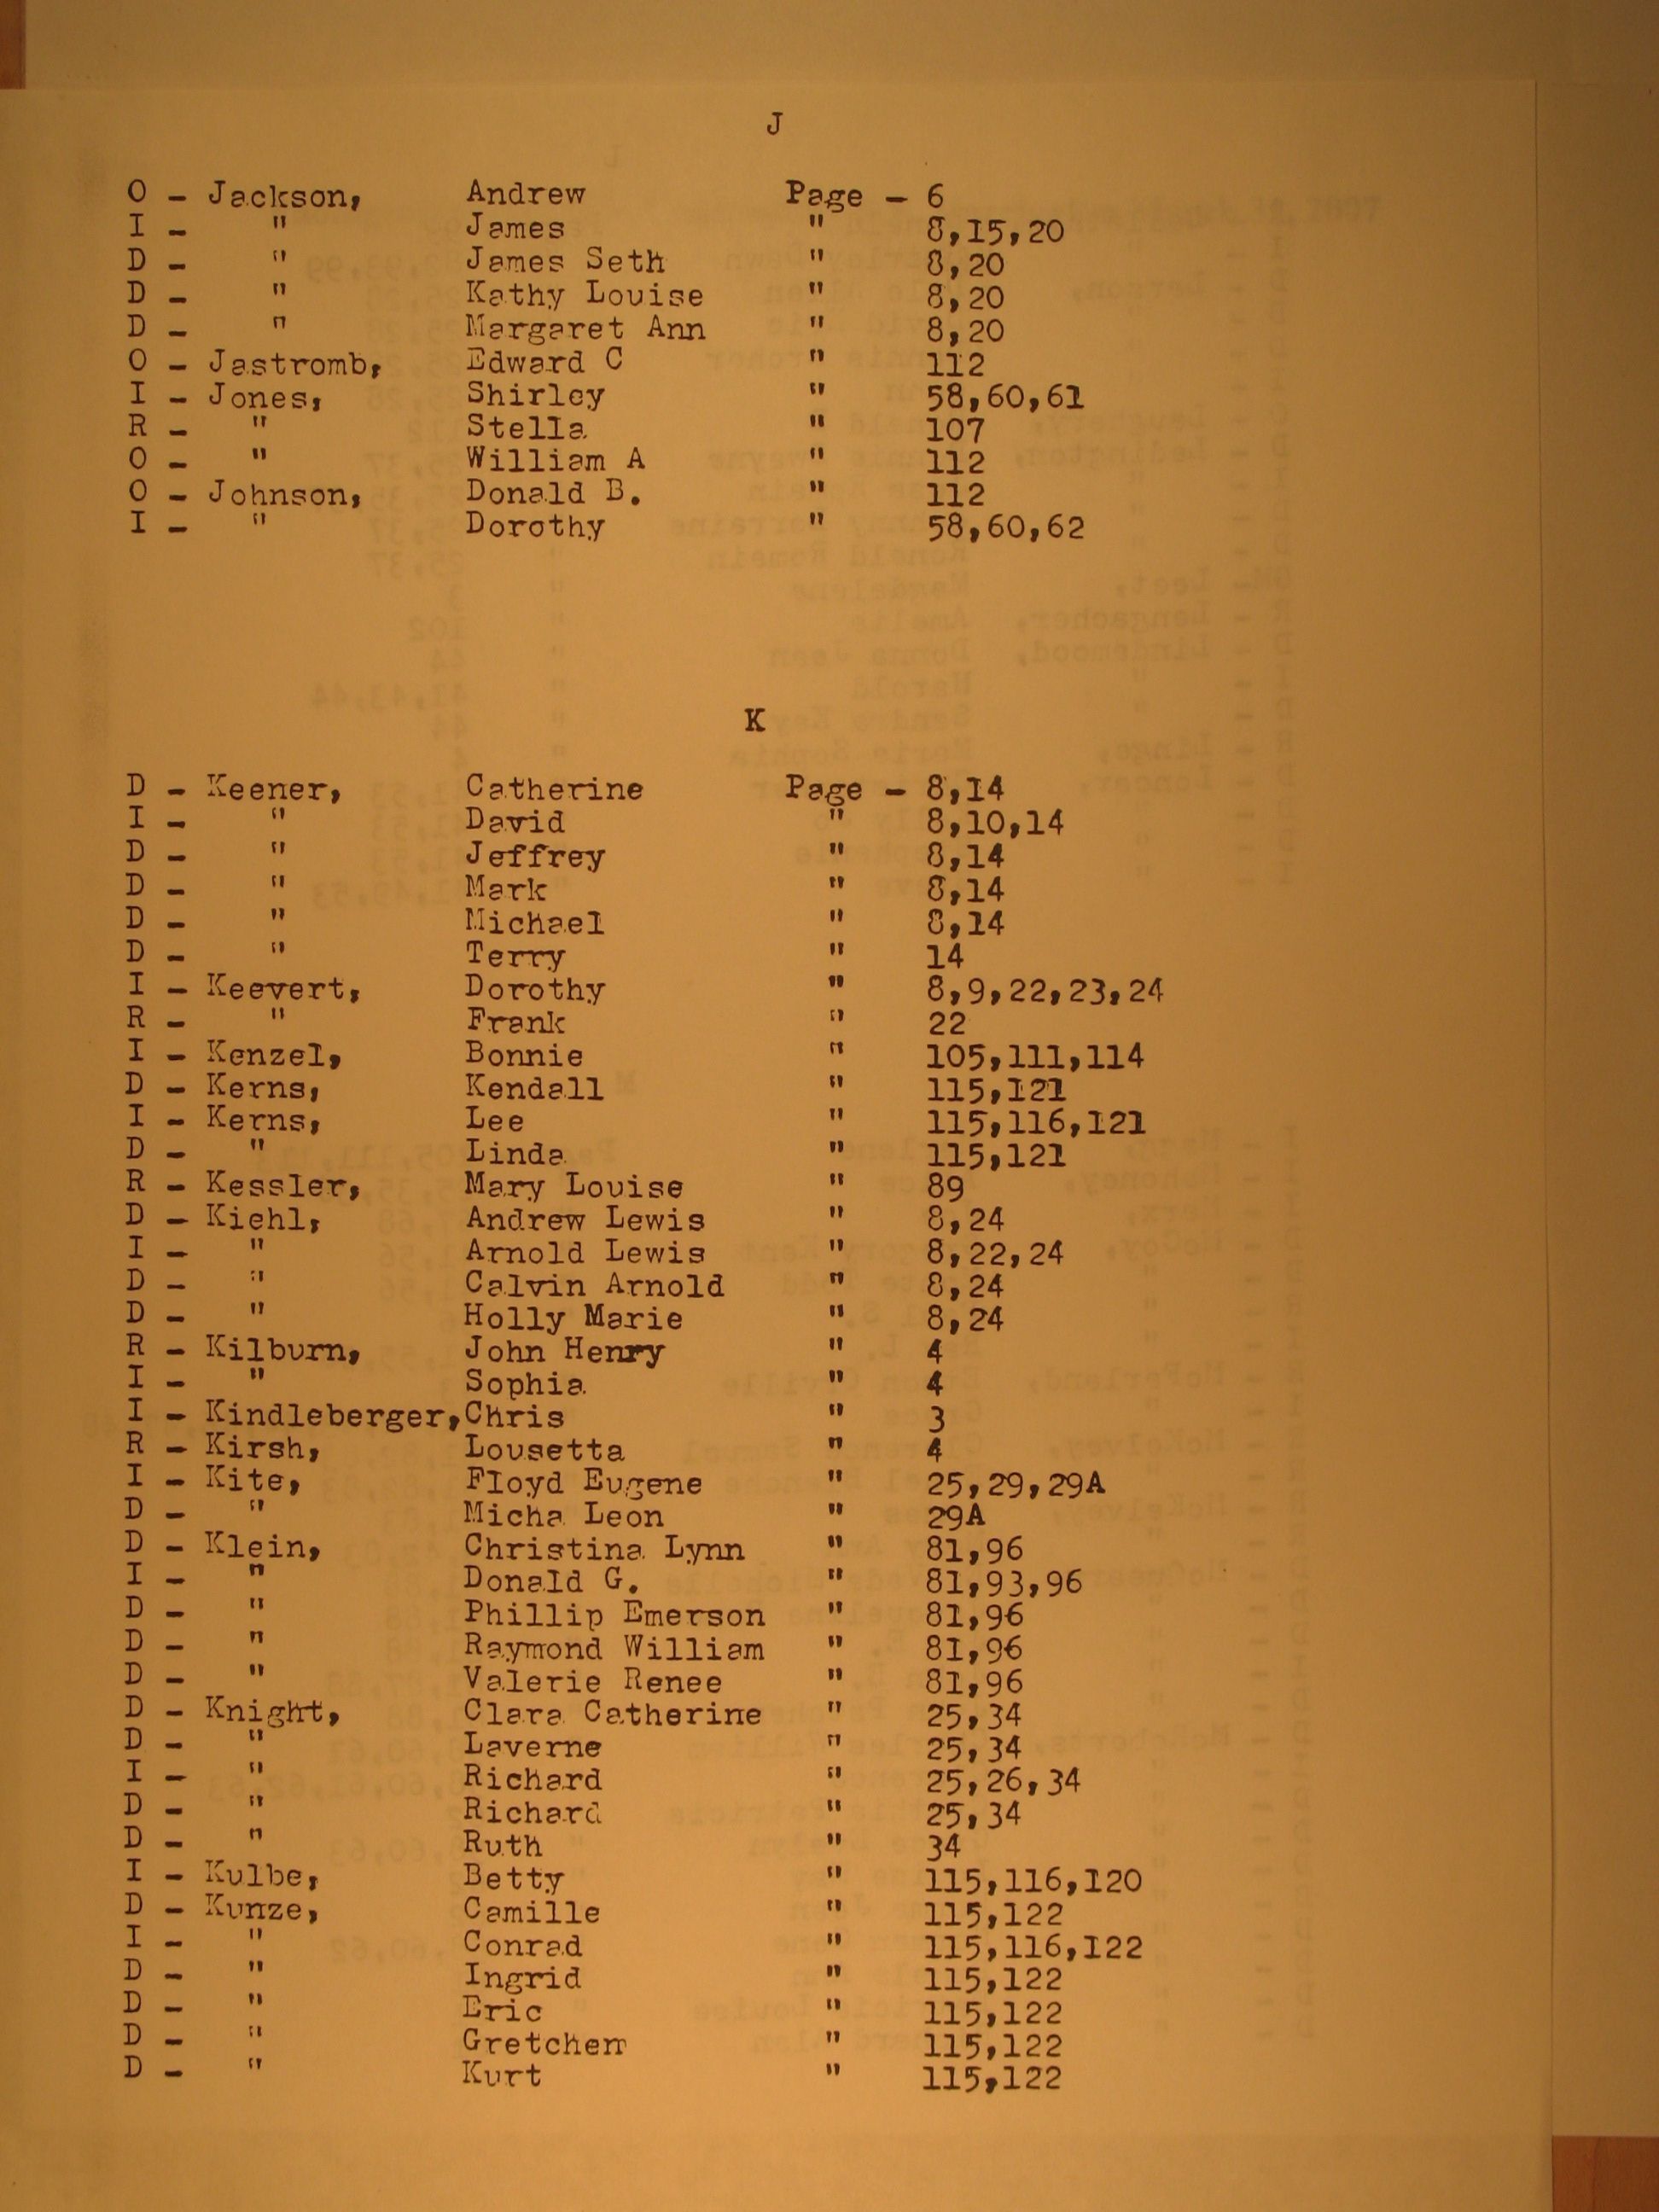 J
O - Jackson, Andrew Page - 6
I - " James " 8,15,20
D - " James Seth " 8,20
D - " Kathy Louise " 8,20
D - " Margaret Ann " 8,20
O - Jastromb, Edward C " 112
I - Jones, Shirley " 58,60,61
R - " Stella " 107
O - " William A " 112
O - Johnson, Donald B. " 112
I - " Dorothy " 58,60,62
K
D - Keener, Catherine Page - 8,14
I - " David " 8,10,14
D - " Jeffrey " 8,14
D - " Mark " 8,14
D - " Michael " 8,14
D - " Terry " 14
I - Keevert, Dorothy " 8,9,22,23,24
R - " Frank " 22
I - Kenzel, Bonnie " 105,111,114
D - Kerns, Kendall " 115,121
I - Kerns, Lee " 115,116,121
D - " Linda " 115,121
R - Kessler, Mary Louise " 89
D - Kiehl, Andrew Lewis " 8,24
I - " Arnold Lewis " 8,22,24
D - " Calvin Arnold " 8,24
D - " Holly Marie " 8,24
R - Kilburn, John Henry " 4
I - " Sophia " 4
I - Kindleberger, Chris " 3
R - Kirsh, Lousetta " 4
I - Kite, Floyd Eugene " 25,29,29A
D - " Micha Leon " 29A
D - Klein, Christina Lynn " 81,96
I - " Donald G. " 81,93,96
D - " Phillip Emerson " 81,96
D - " Raymond William " 81,96
D - " Valerie Renee " 81,96
D - Knight, Clara Catherine " 25,34
D - " Laverne " 25,34
I - " Richard " 25,26,34
D - " Richard " 25,34
D - " Ruth " 34
I - Kulbe, Betty " 115,116,120
D - Kunze, Camille " 115,122
I - " Conrad " 115,116,122
D - " Ingrid " 115,122
D - " Eric " 115,122
D - " Gretchen " 115,122
D - " Kurt " 115,122